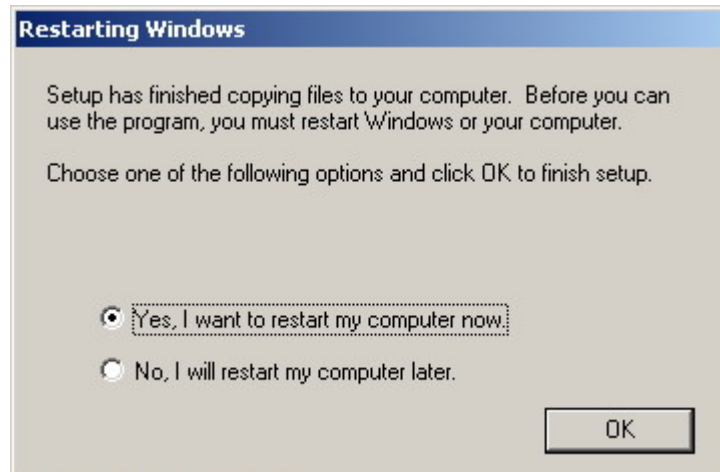 Restarting Windows
Setup has finished copying files to your computer.  Before you can
use the program, you must restart Windows or your computer.
Choose one of the following options and click OK to finish setup.
Yes, I want to restart my computer now.
No, I will restart my computer later.
OK